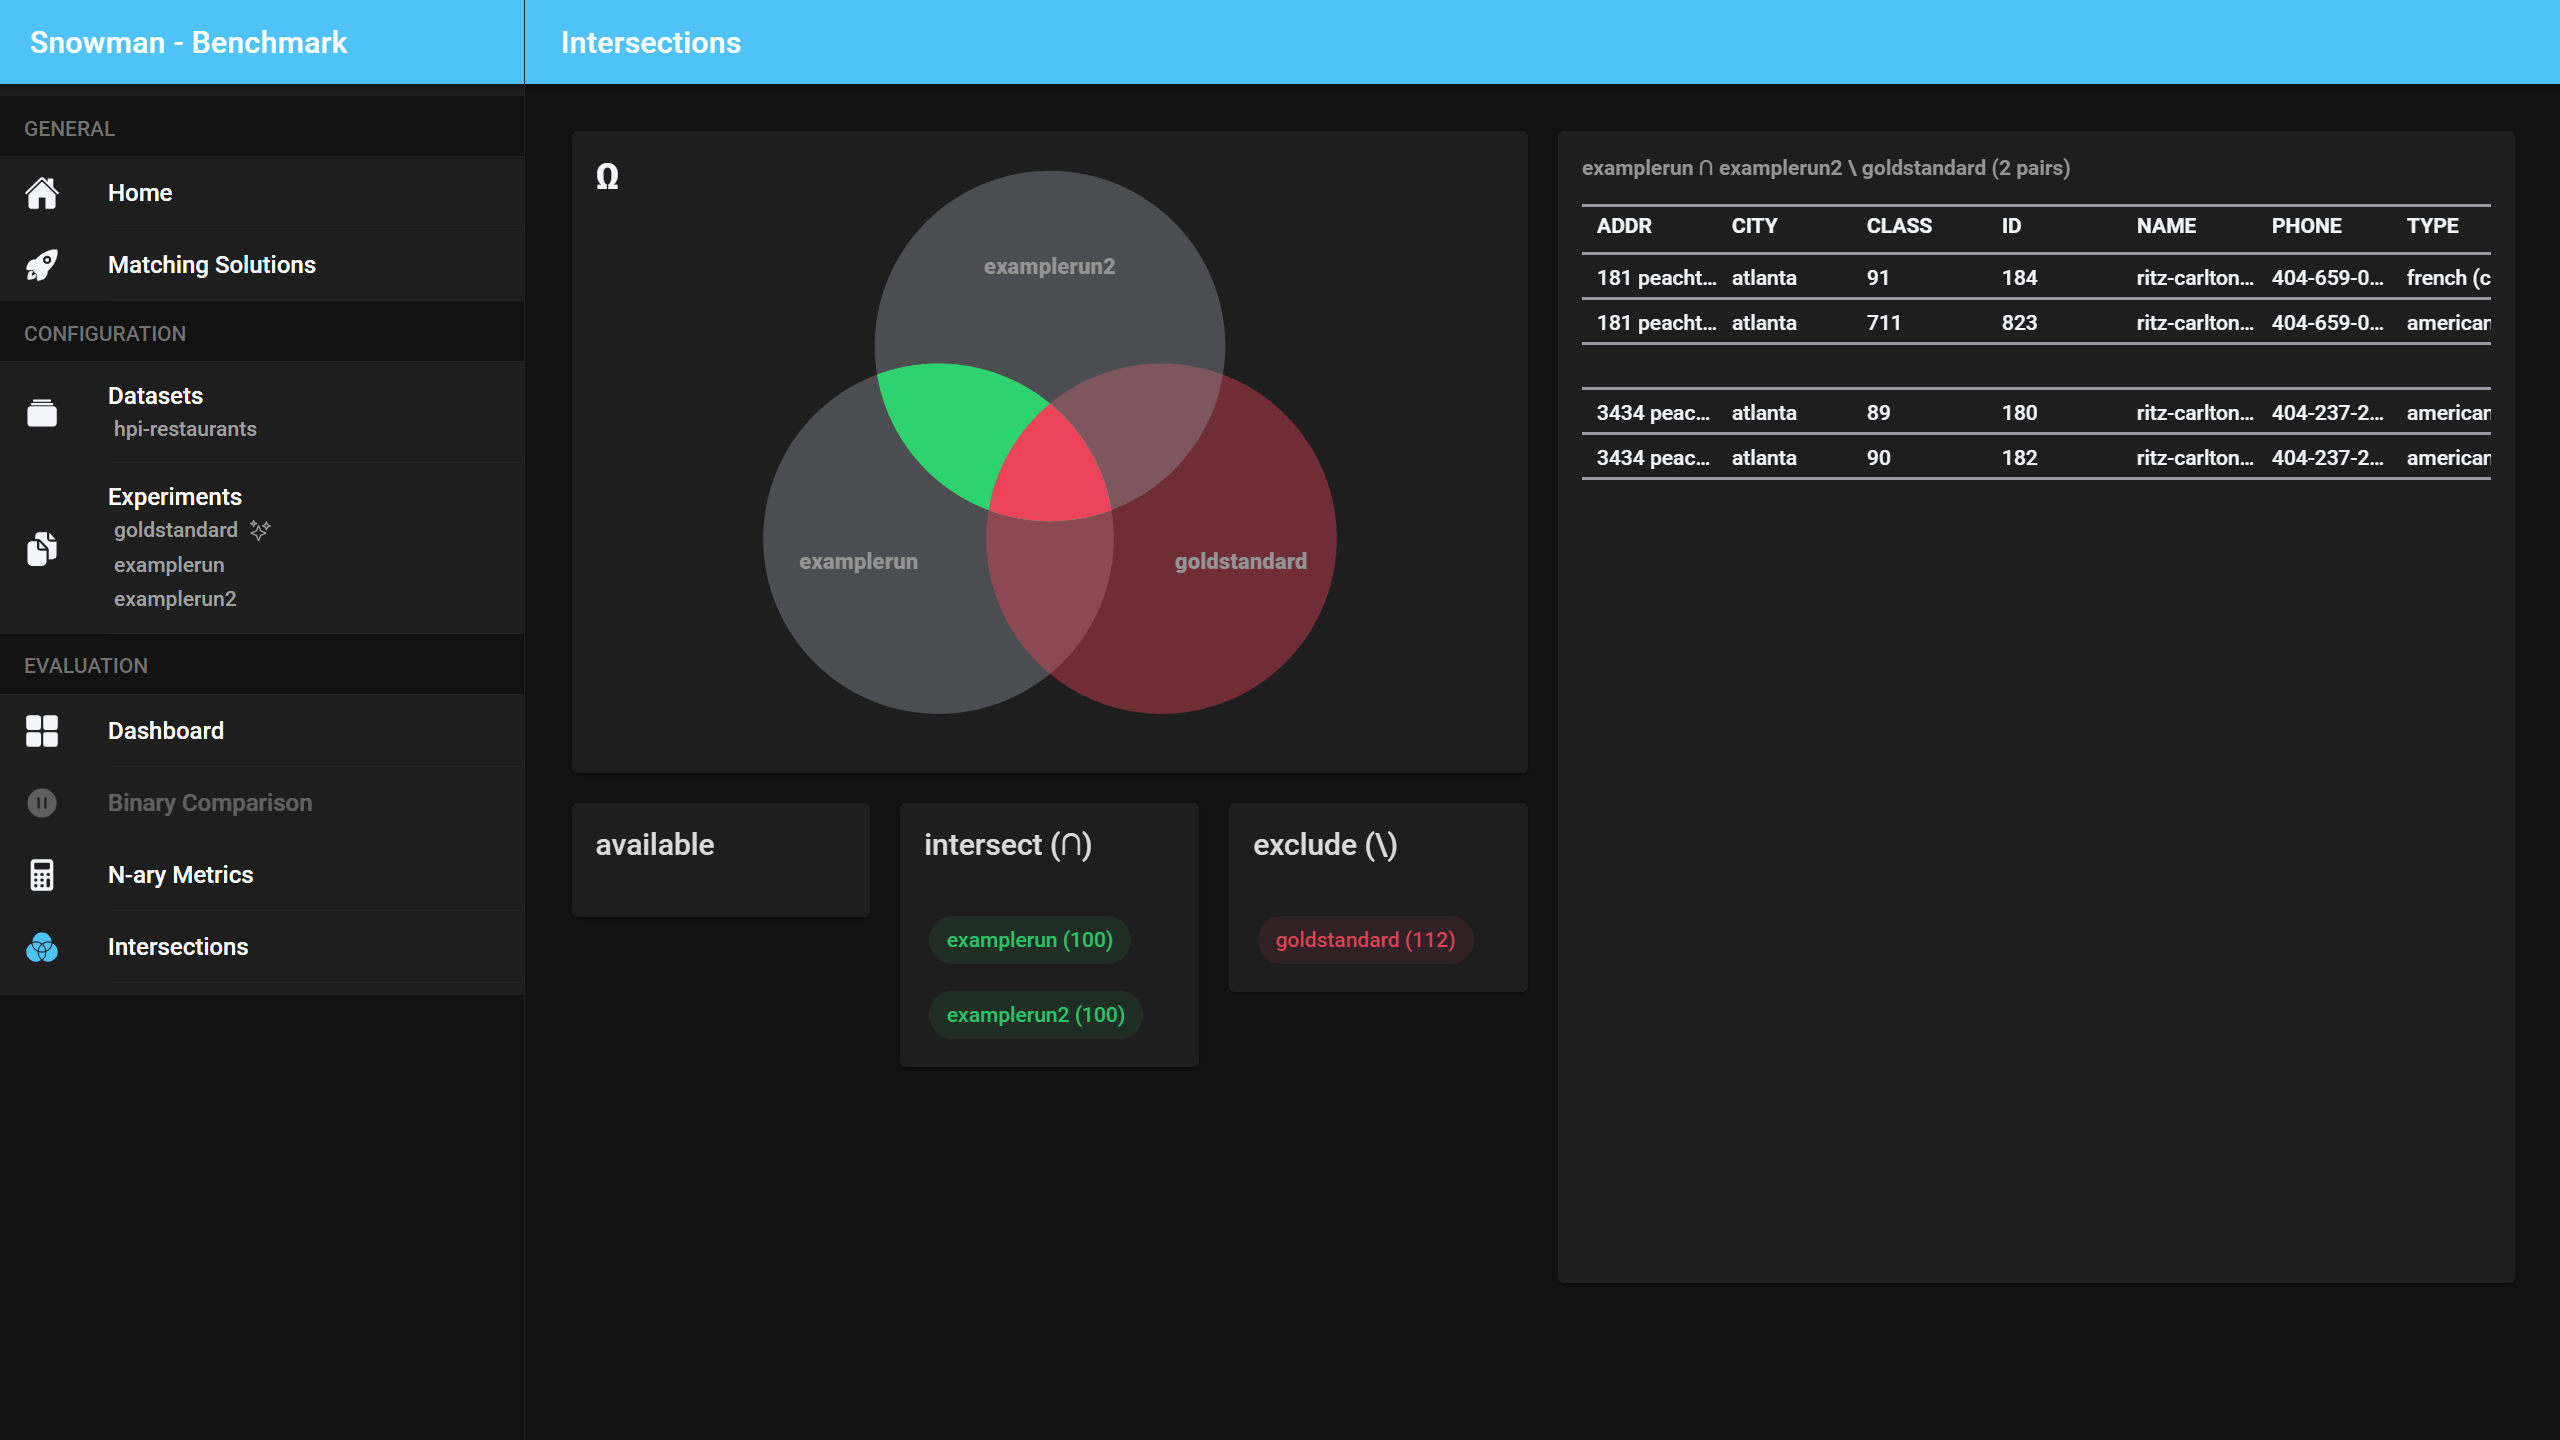 Snowman - Benchmark
GENERAL
Home
Matching Solutions
CONFIGURATION
Datasets
hpi-restaurants
Experiments
goldstandard
examplerun
examplerun2
EVALUATION
Dashboard
Binary Comparison
N-ary Metrics
Intersections
Intersections
Ω
examplerun2
examplerun
goldstandard
available
intersect (∩)
examplerun (100)
examplerun2 (100)
exclude (\)
goldstandard (112)
examplerun ∩ examplerun2 \ goldstandard (2 pairs)
ADDR CITY CLASS ID NAME PHONE TYPE
181 peacht... atlanta 91 184 ritz-carlton... 404-659-0... french (c
181 peacht... atlanta 711 823 ritz-carlton... 404-659-0... american
3434 peac... atlanta 89 180 ritz-carlton... 404-237-2... american
3434 peac... atlanta 90 182 ritz-carlton... 404-237-2... american